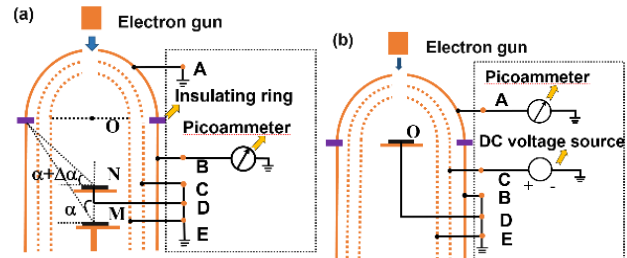 (a)
Electron gun
A
Insulating ring
O
Picoammeter
α+Δα
N
B
C
α
M
D
E
(b)
Electron gun
Picoammeter
A
O
DC voltage source
C
+ -
B
D
E